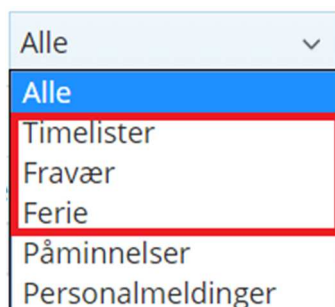 Alle
Alle
Timelister
Fravær
Ferie
Påminnelser
Personalmeldinger